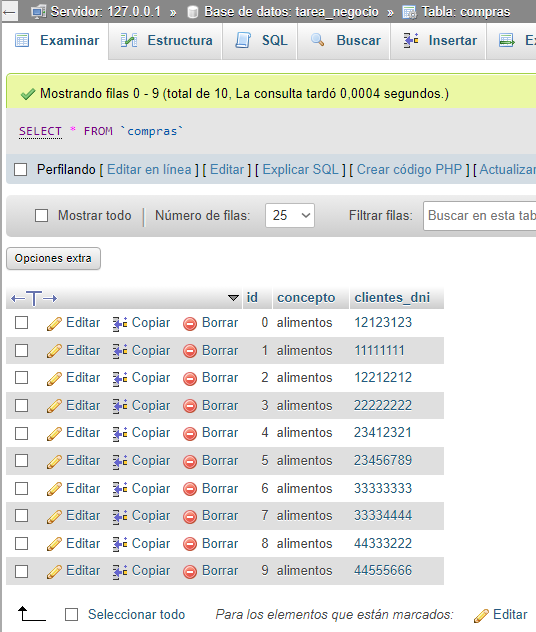 Servidor: 127.0.0.1 » Base de datos: tarea_negocio » Tabla: compras
Examinar Estructura SQL Buscar Insertar
Mostrando filas 0 - 9 (total de 10, La consulta tardó 0,0004 segundos.)
SELECT * FROM `compras`
Perfilando [ Editar en línea ] [ Editar ] [ Explicar SQL ] [ Crear código PHP ] [ Actualizar
Mostrar todo Número de filas: 25 Filtrar filas: Buscar en esta tab
Opciones extra
id concepto clientes_dni
Editar Copiar Borrar 0 alimentos 12123123
Editar Copiar Borrar 1 alimentos 11111111
Editar Copiar Borrar 2 alimentos 12212212
Editar Copiar Borrar 3 alimentos 22222222
Editar Copiar Borrar 4 alimentos 23412321
Editar Copiar Borrar 5 alimentos 23456789
Editar Copiar Borrar 6 alimentos 33333333
Editar Copiar Borrar 7 alimentos 33334444
Editar Copiar Borrar 8 alimentos 44333222
Editar Copiar Borrar 9 alimentos 44555666
Seleccionar todo Para los elementos que están marcados: Editar